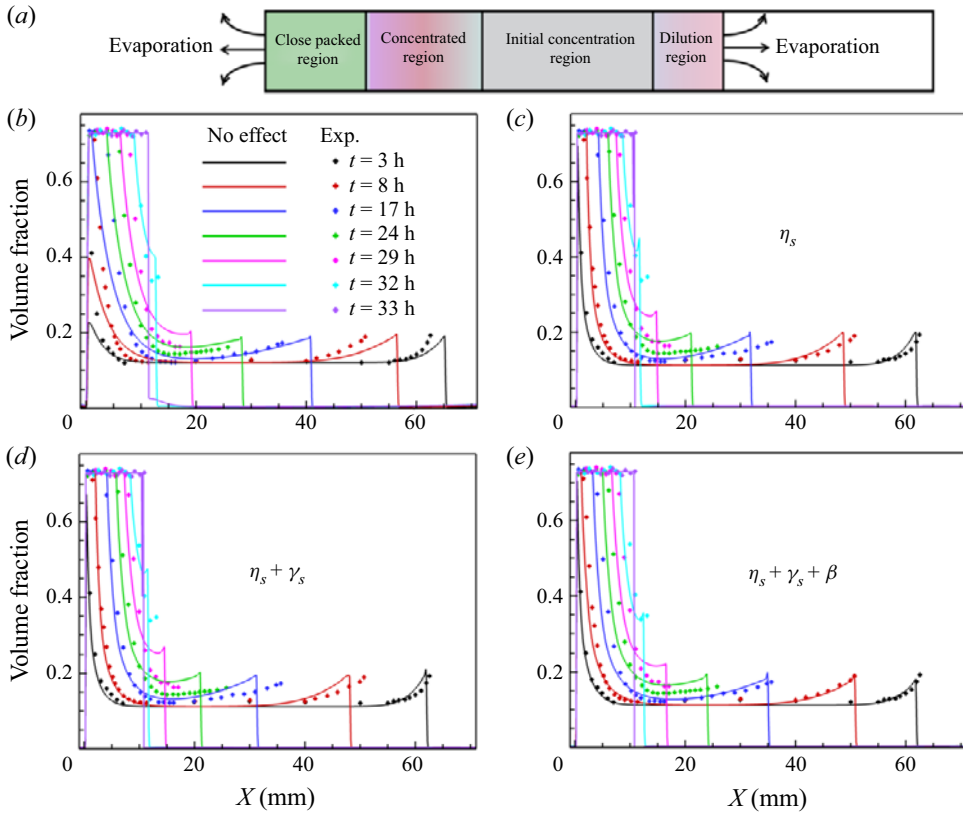 (a)
Evaporation
Close packed
region
Concentrated
region
Initial concentration
region
Dilution
region
Evaporation
(b)
No effect Exp.
t = 3 h
t = 8 h
t = 17 h
t = 24 h
t = 29 h
t = 32 h
t = 33 h
Volume fraction
0.6
0.4
0.2
0 20 40 60
(c)
ηs
0.6
0.4
0.2
0 20 40 60
(d)
ηs + γs
Volume fraction
0.6
0.4
0.2
0 20 40 60
X (mm)
(e)
ηs + γs + β
0.6
0.4
0.2
0 20 40 60
X (mm)